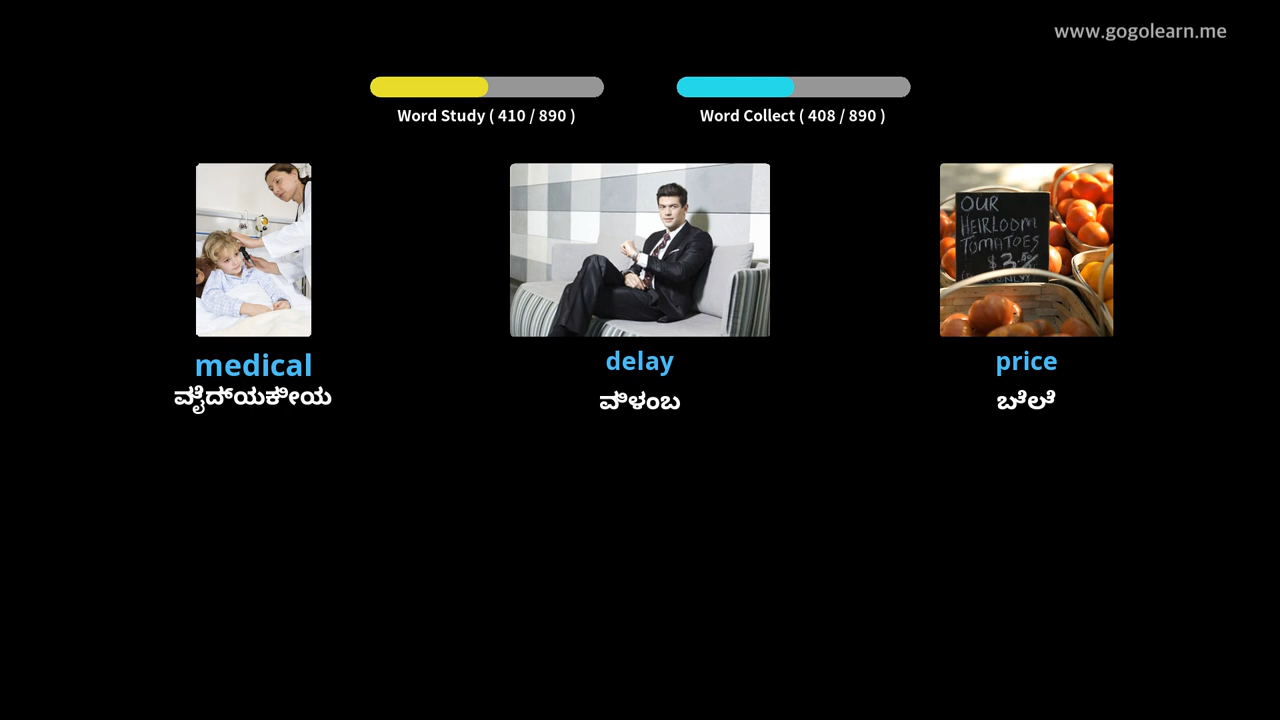 www.gogolearn.me
Word Study ( 410 / 890 )
Word Collect ( 408 / 890 )
OUR
HEIRLOOM
TOMATOES
medical
delay
price
ವೈದ್ಯಕೀಯ
ವಿಳಂಬ
ಬೆಲೆ